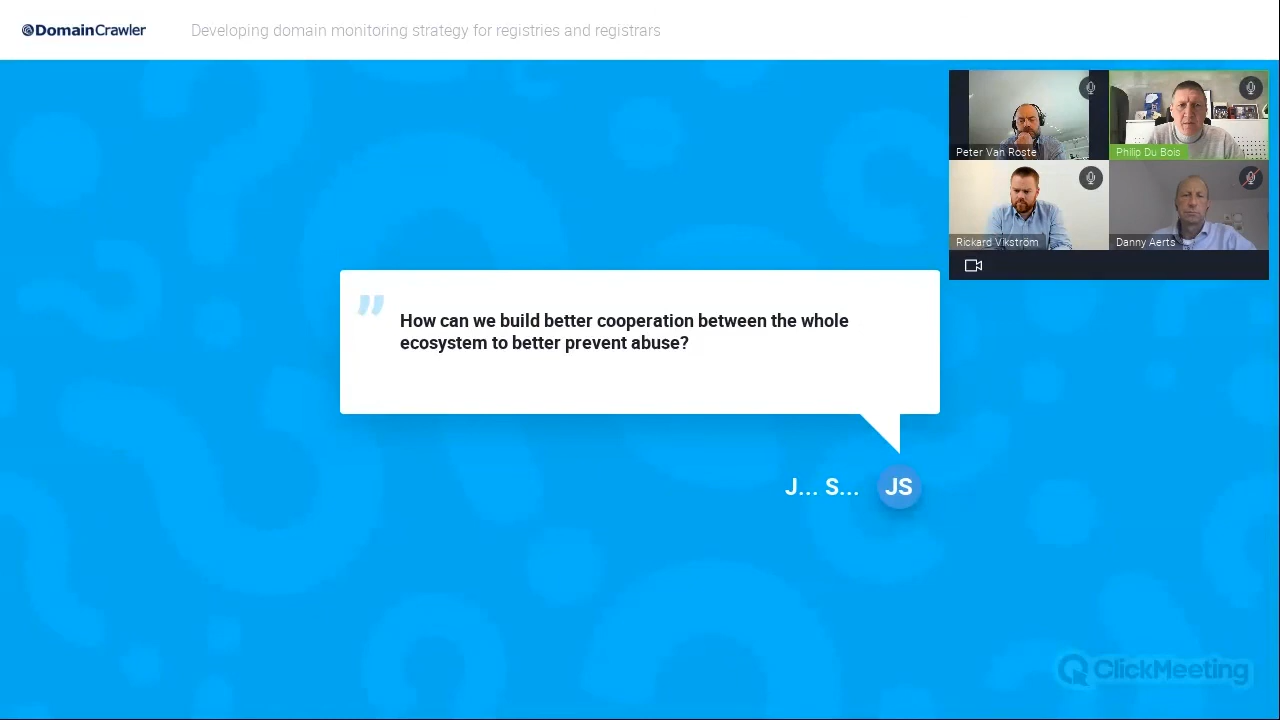 DomainCrawler
Developing domain monitoring strategy for registries and registrars
Peter Van Roste
Philip Du Bois
Rickard Vikström
Danny Aerts
"
How can we build better cooperation between the whole
ecosystem to better prevent abuse?
J... S...
JS
ClickMeeting